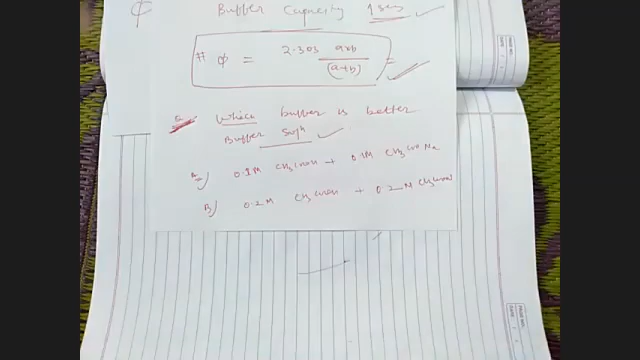 Buffer Capacity
# φ = 2.303 axb
(a+b) =
Q Which buffer is better
Buffer solⁿ
A) 0.1M CH3COOH + 0.1M CH3COONa
B) 0.2M CH3COOH + 0.2M CH3COONa